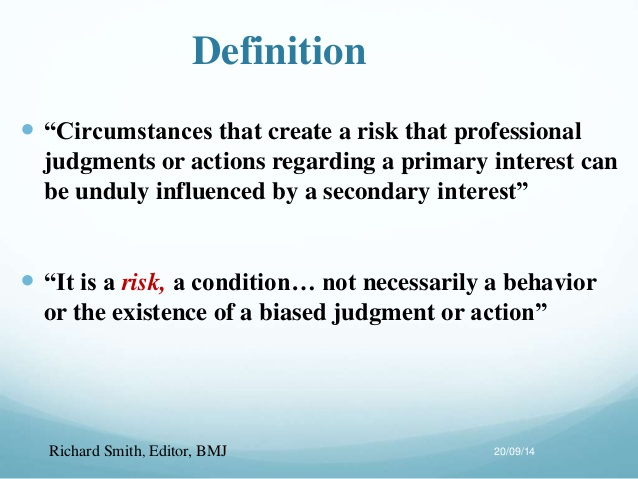 Definition
“Circumstances that create a risk that professional
judgments or actions regarding a primary interest can
be unduly influenced by a secondary interest”
“It is a risk, a condition… not necessarily a behavior
or the existence of a biased judgment or action”
Richard Smith, Editor, BMJ
20/09/14